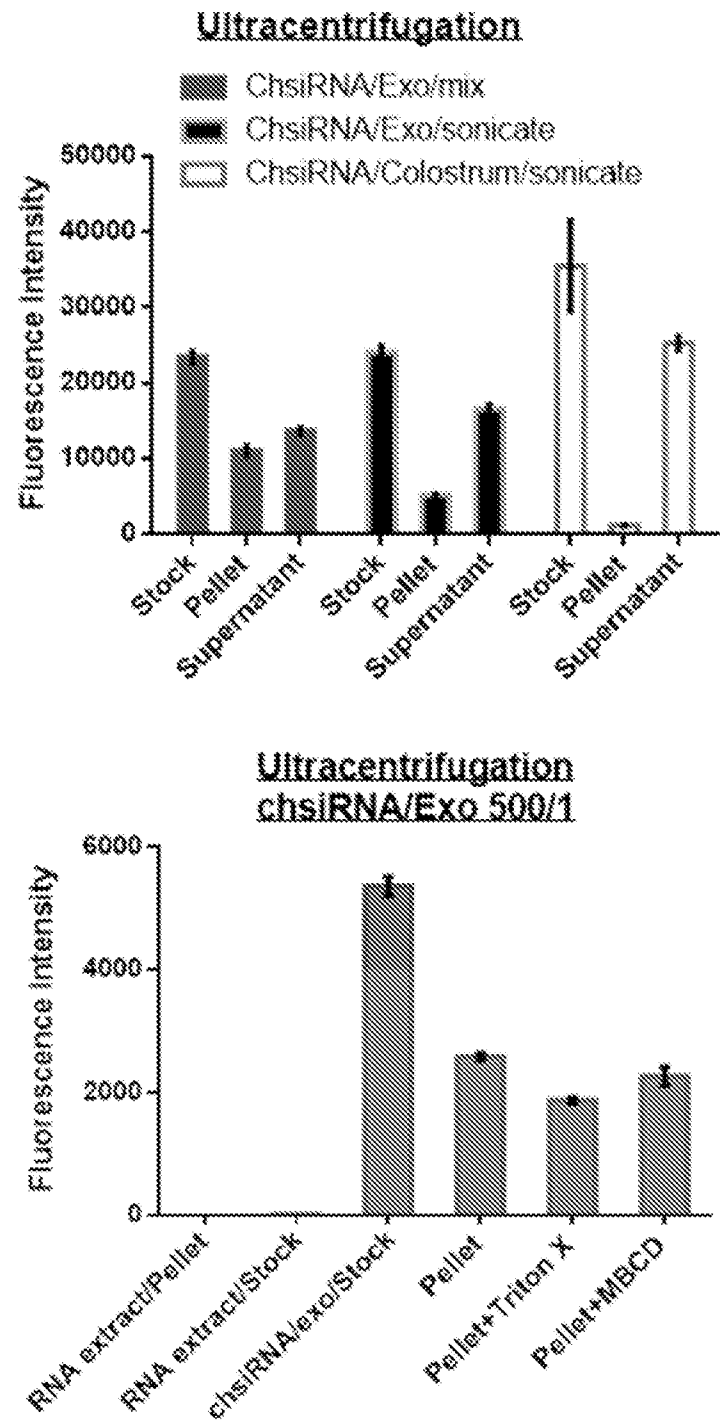 Ultracentrifugation
ChsiRNA/Exo/mix
ChsiRNA/Exo/sonicate
ChsiRNA/Colostrum/sonicate
Fluorescence Intensity
50000
40000
30000
20000
10000
0
Stock
Pellet
Supernatant
Stock
Pellet
Supernatant
Stock
Pellet
Supernatant
Ultracentrifugation
chsiRNA/Exo 500/1
Fluorescence Intensity
6000
4000
2000
0
RNA extract/Pellet
RNA extract/Stock
chsiRNA/exo/Stock
Pellet
Pellet+Triton X
Pellet+MBCD